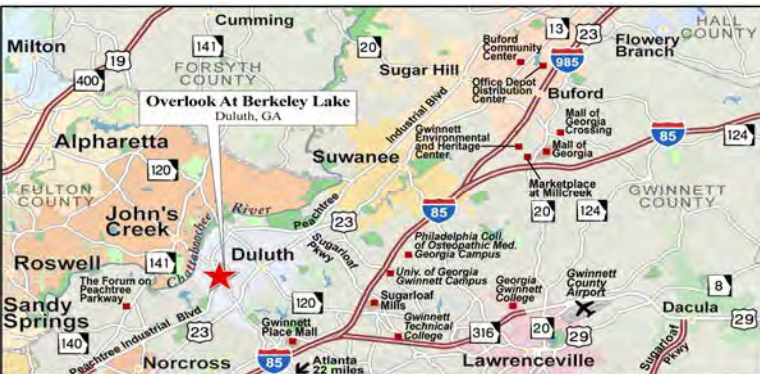 Milton
19
400
Cumming
141
FORSYTH
COUNTY
20
13
23
HALL
COUNTY
Flowery
Branch
Buford
Community
Center
985
Sugar Hill
Office Depot
Distribution
Center
Buford
Overlook At Berkeley Lake
Duluth, GA
Industrial Blvd
Mall of
Georgia
Crossing
Gwinnett
Environmental
and Heritage
Center
85
124
Alpharetta
Suwanee
Mall of
Georgia
120
FULTON
COUNTY
Marketplace
at Millcreek
GWINNETT
COUNTY
John's
Creek
River
Chattahoochee
Peachtree
23
85
20
124
Sugarloaf
Pkwy
Philadelphia Coll.
of Osteopathic Med.
Georgia Campus
Roswell
141
Duluth
Univ. of Georgia
Gwinnett Campus
The Forum on
Peachtree
Parkway
Georgia
Gwinnett
College
Gwinnett
County
Airport
8
Sandy
Springs
120
Sugarloaf
Mills
Dacula
29
Peachtree Industrial Blvd
23
Gwinnett
Place Mall
Gwinnett
Technical
College
316
20
29
Sugarloaf
Pkwy
140
Norcross
85
Atlanta
22 miles
Lawrenceville